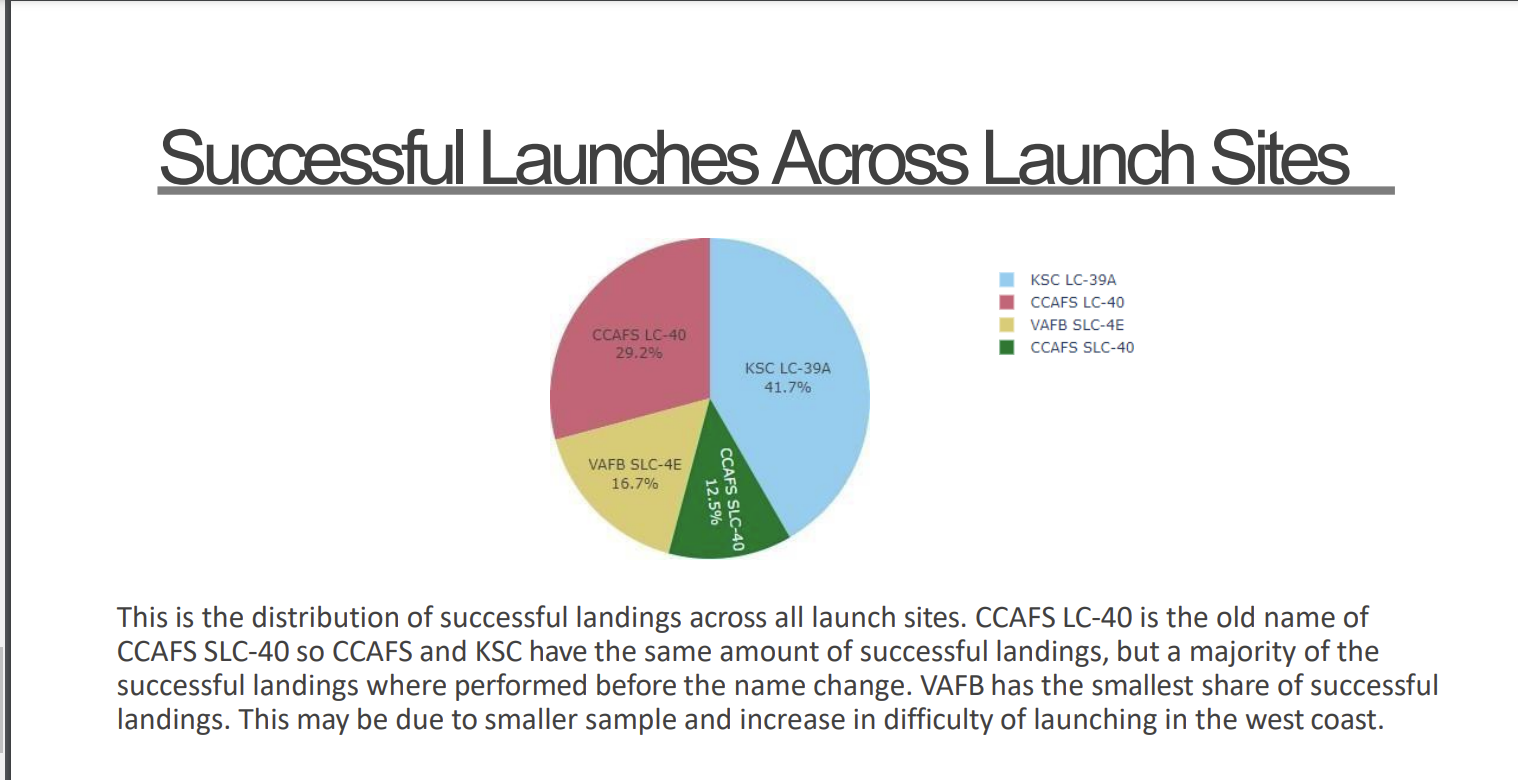 Successful Launches Across Launch Sites
CCAFS LC-40
29.2%
KSC LC-39A
41.7%
VAFB SLC-4E
16.7%
CCAFS SLC-40
12.5%
KSC LC-39A
CCAFS LC-40
VAFB SLC-4E
CCAFS SLC-40
This is the distribution of successful landings across all launch sites. CCAFS LC-40 is the old name of
CCAFS SLC-40 so CCAFS and KSC have the same amount of successful landings, but a majority of the
successful landings where performed before the name change. VAFB has the smallest share of successful
landings. This may be due to smaller sample and increase in difficulty of launching in the west coast.